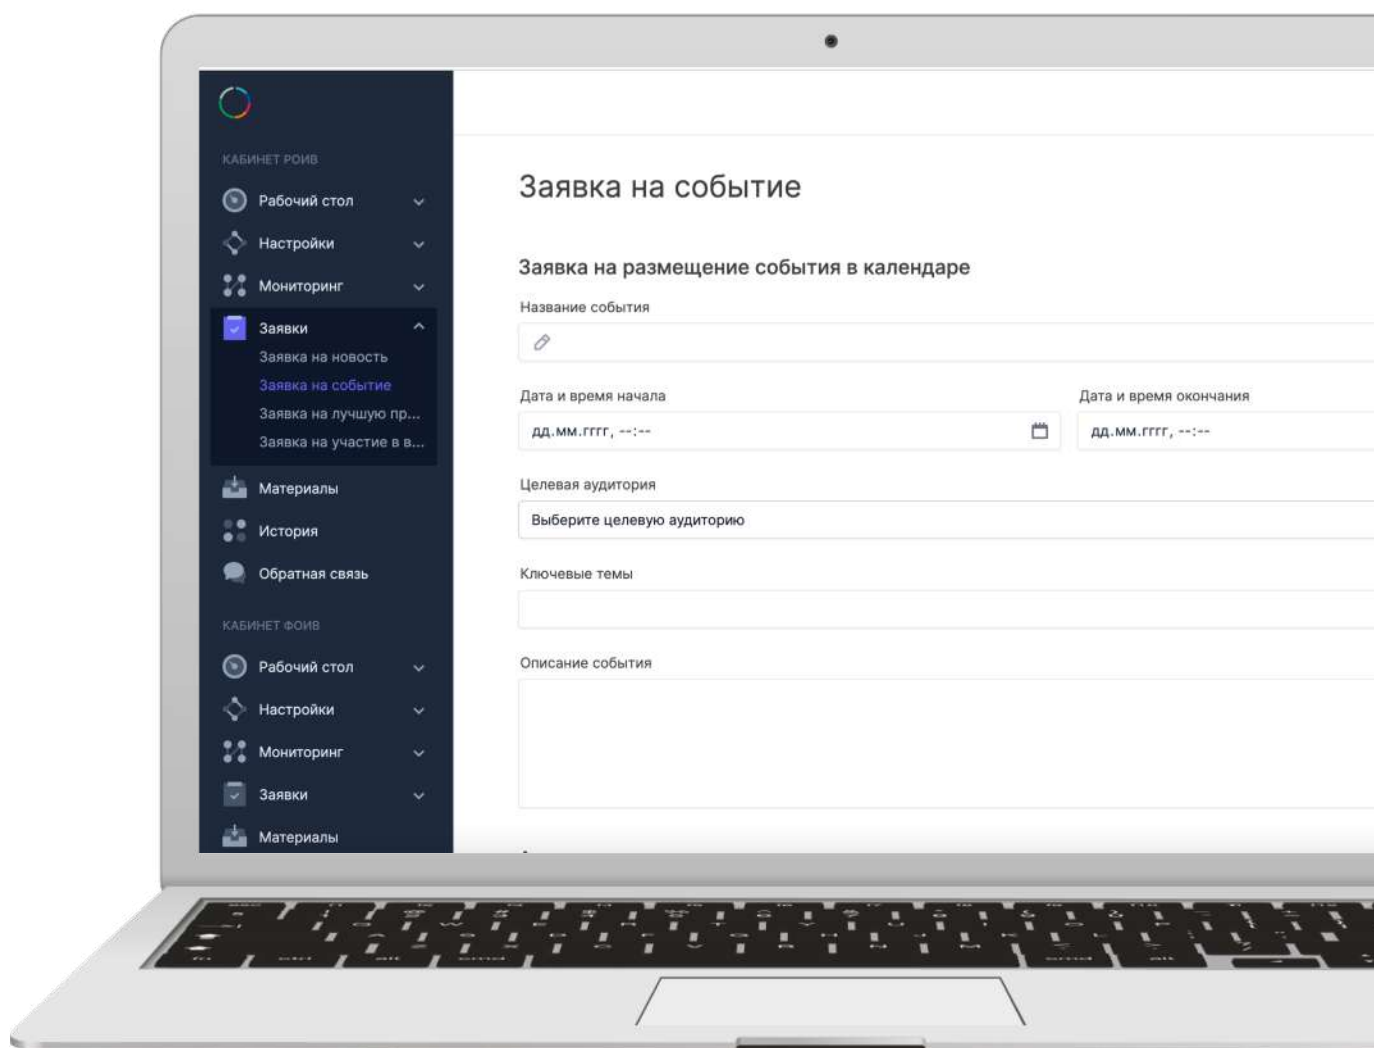 КАБИНЕТ РОИВ
Рабочий стол
Настройки
Мониторинг
Заявки
Заявка на новость
Заявка на событие
Заявка на лучшую пр...
Заявка на участие в в...
Материалы
История
Обратная связь
КАБИНЕТ ФОИВ
Рабочий стол
Настройки
Мониторинг
Заявки
Материалы
Заявка на событие
Заявка на размещение события в календаре
Название события
Дата и время начала
Дата и время окончания
дд.мм.гггг, --:--
дд.мм.гггг, --:--
Целевая аудитория
Выберите целевую аудиторию
Ключевые темы
Описание события